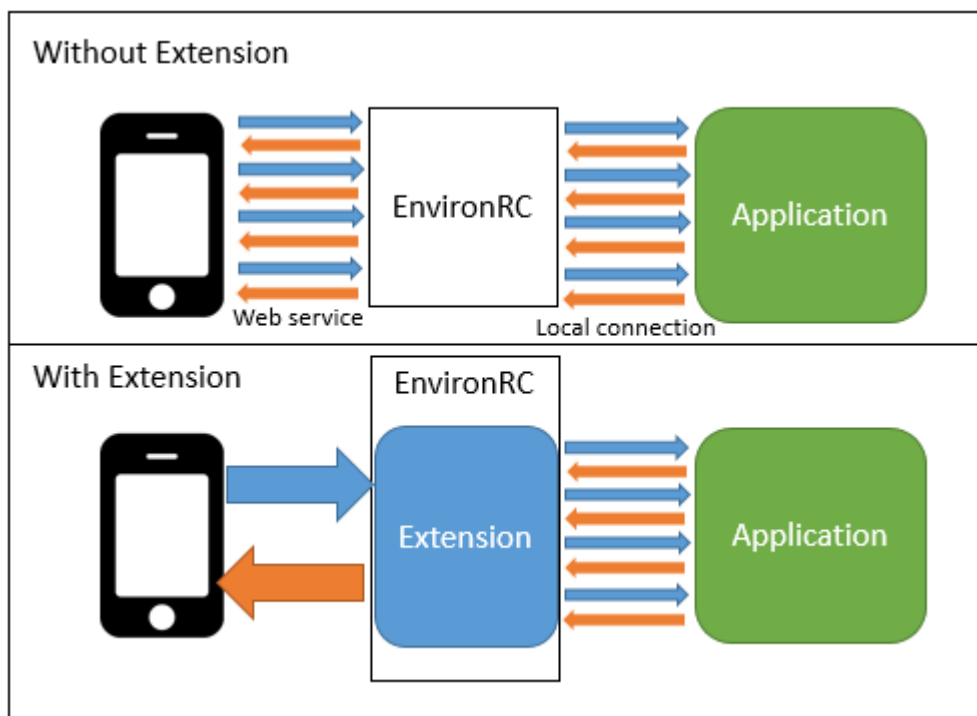 Without Extension
EnvironRC
Application
Web service
Local connection
With Extension
EnvironRC
Extension
Application